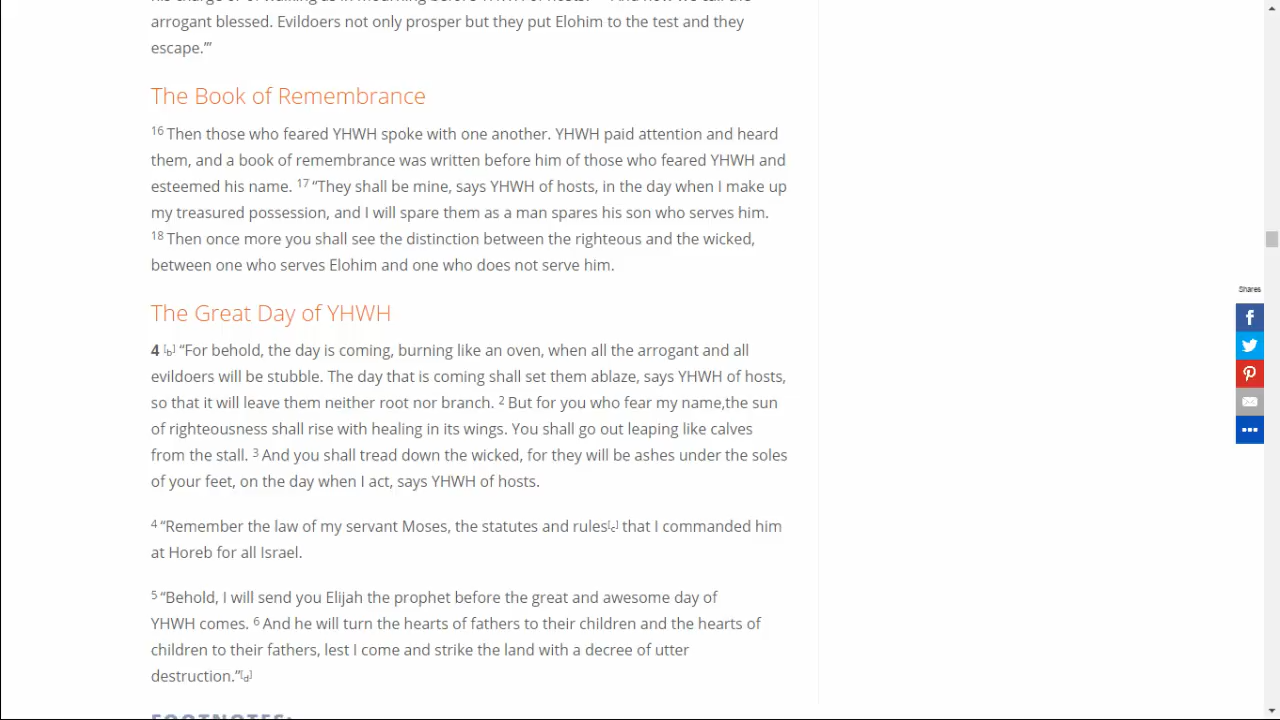 arrogant blessed. Evildoers not only prosper but they put Elohim to the test and they
escape.’”
The Book of Remembrance
16 Then those who feared YHWH spoke with one another. YHWH paid attention and heard
them, and a book of remembrance was written before him of those who feared YHWH and
esteemed his name. 17 “They shall be mine, says YHWH of hosts, in the day when I make up
my treasured possession, and I will spare them as a man spares his son who serves him.
18 Then once more you shall see the distinction between the righteous and the wicked,
between one who serves Elohim and one who does not serve him.
The Great Day of YHWH
4 [b] “For behold, the day is coming, burning like an oven, when all the arrogant and all
evildoers will be stubble. The day that is coming shall set them ablaze, says YHWH of hosts,
so that it will leave them neither root nor branch. 2 But for you who fear my name,the sun
of righteousness shall rise with healing in its wings. You shall go out leaping like calves
from the stall. 3 And you shall tread down the wicked, for they will be ashes under the soles
of your feet, on the day when I act, says YHWH of hosts.
4 “Remember the law of my servant Moses, the statutes and rules[c] that I commanded him
at Horeb for all Israel.
5 “Behold, I will send you Elijah the prophet before the great and awesome day of
YHWH comes. 6 And he will turn the hearts of fathers to their children and the hearts of
children to their fathers, lest I come and strike the land with a decree of utter
destruction.”[d]
FOOTNOTES:
Shares